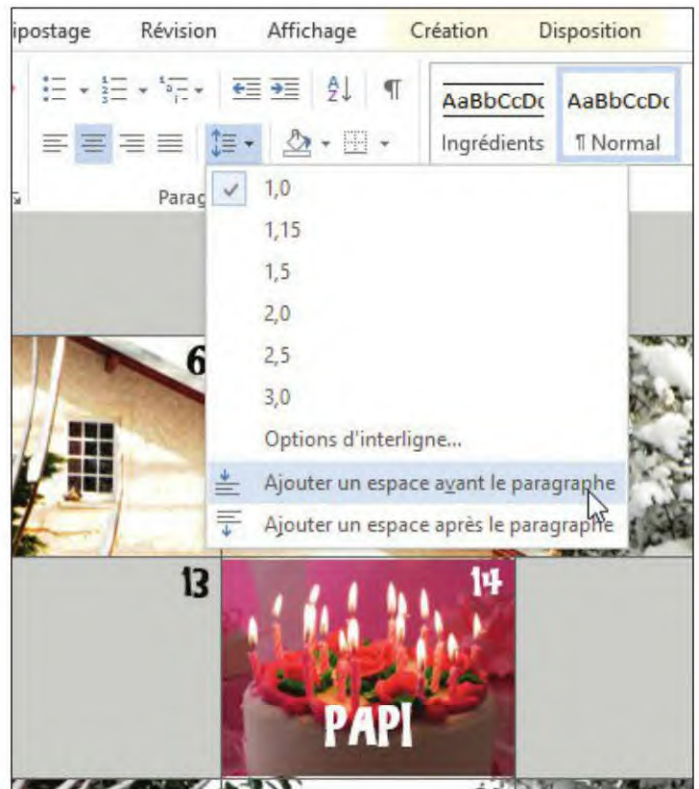 ipostage Révision Affichage Création Disposition
AaBbCcDc AaBbCcDc
Ingrédients ¶ Normal
Parag
1,0
1,15
1,5
2,0
2,5
3,0
Options d'interligne...
Ajouter un espace avant le paragraphe
Ajouter un espace après le paragraphe
6
13 14
PAPI